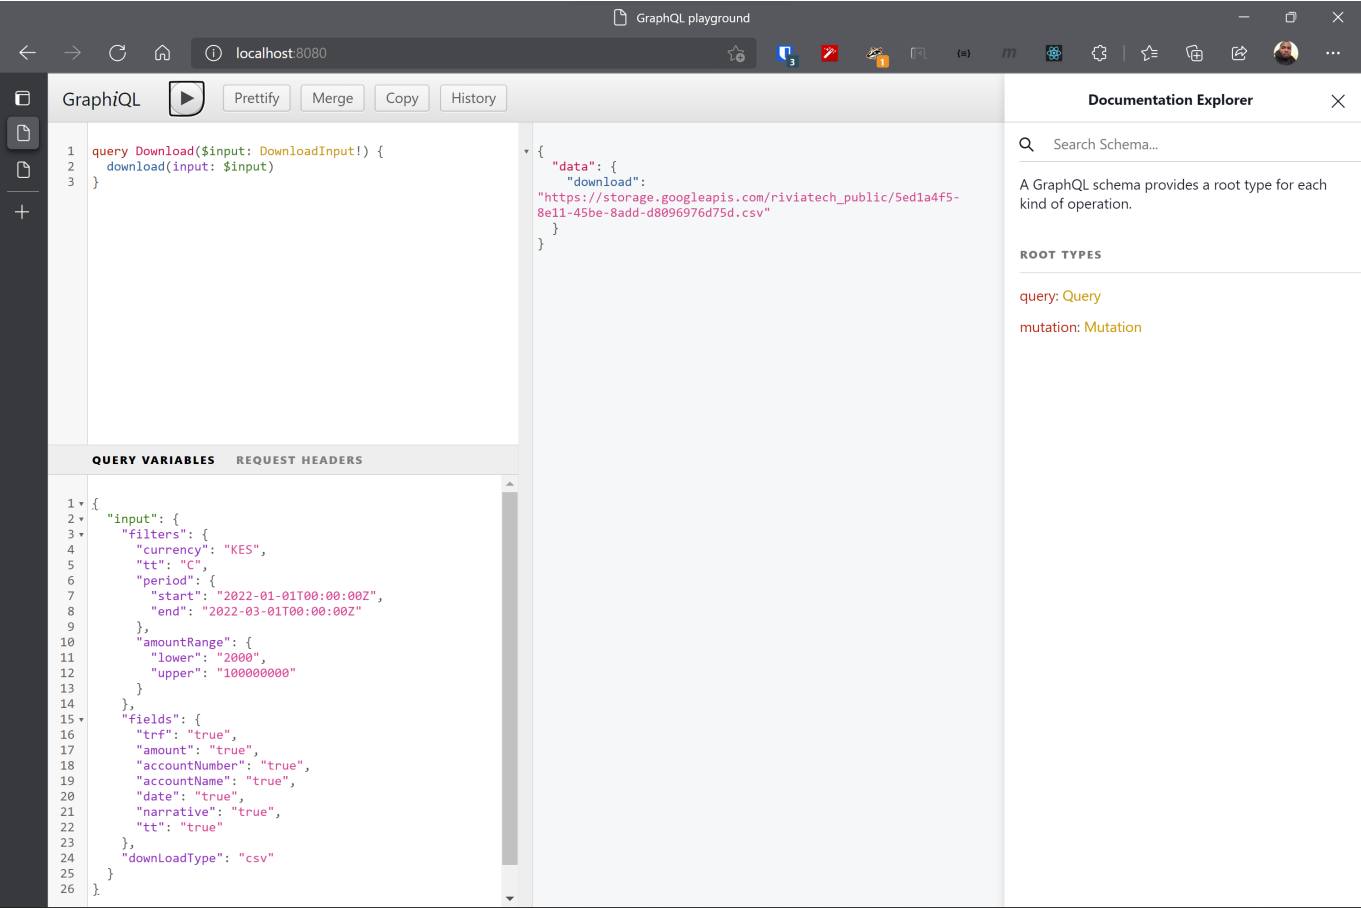 GraphQL playground
localhost:8080
3
1
{=}
m
GraphiQL
Prettify
Merge
Copy
History
1 query Download($input: DownloadInput!) {
2 download(input: $input)
3 }
{
"data": {
"download":
"https://storage.googleapis.com/riviatech_public/5ed1a4f5-
8e11-45be-8add-d8096976d75d.csv"
}
}
QUERY VARIABLES REQUEST HEADERS
1 {
2 "input": {
3 "filters": {
4 "currency": "KES",
5 "tt": "C",
6 "period": {
7 "start": "2022-01-01T00:00:00Z",
8 "end": "2022-03-01T00:00:00Z"
9 },
10 "amountRange": {
11 "lower": "2000",
12 "upper": "100000000"
13 }
14 },
15 "fields": {
16 "trf": "true",
17 "amount": "true",
18 "accountNumber": "true",
19 "accountName": "true",
20 "date": "true",
21 "narrative": "true",
22 "tt": "true"
23 },
24 "downLoadType": "csv"
25 }
26 }
Documentation Explorer
Search Schema...
A GraphQL schema provides a root type for each
kind of operation.
ROOT TYPES
query: Query
mutation: Mutation